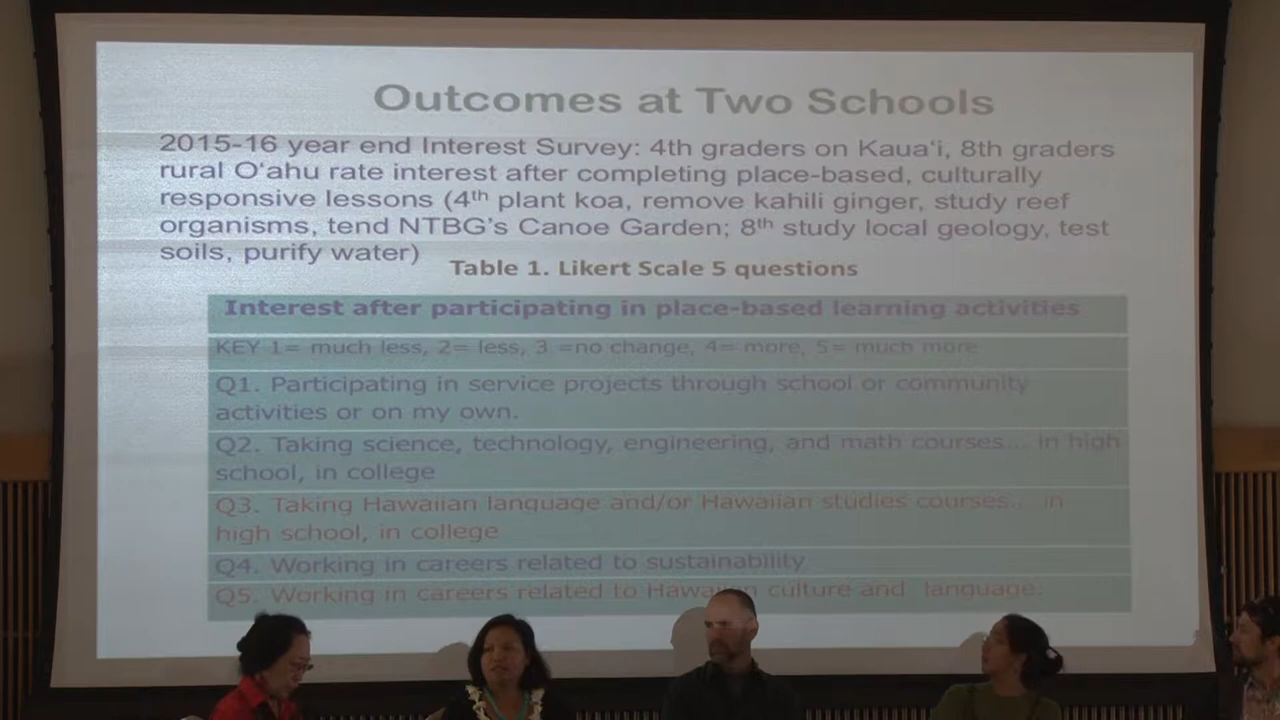 Outcomes at Two Schools
2015-16 year end Interest Survey: 4th graders on Kauaʻi, 8th graders
rural Oʻahu rate interest after completing place-based, culturally
responsive lessons (4th plant koa, remove kahili ginger, study reef
organisms, tend NTBG's Canoe Garden; 8th study local geology, test
soils, purify water)
Table 1. Likert Scale 5 questions
Interest after participating in place-based learning activities
KEY 1= much less, 2= less, 3 =no change, 4= more, 5= much more
Q1. Participating in service projects through school or community
activities or on my own.
Q2. Taking science, technology, engineering, and math courses... in high
school, in college
Q3. Taking Hawaiian language and/or Hawaiian studies courses.. in
high school, in college
Q4. Working in careers related to sustainability
Q5. Working in careers related to Hawaiian culture and language.